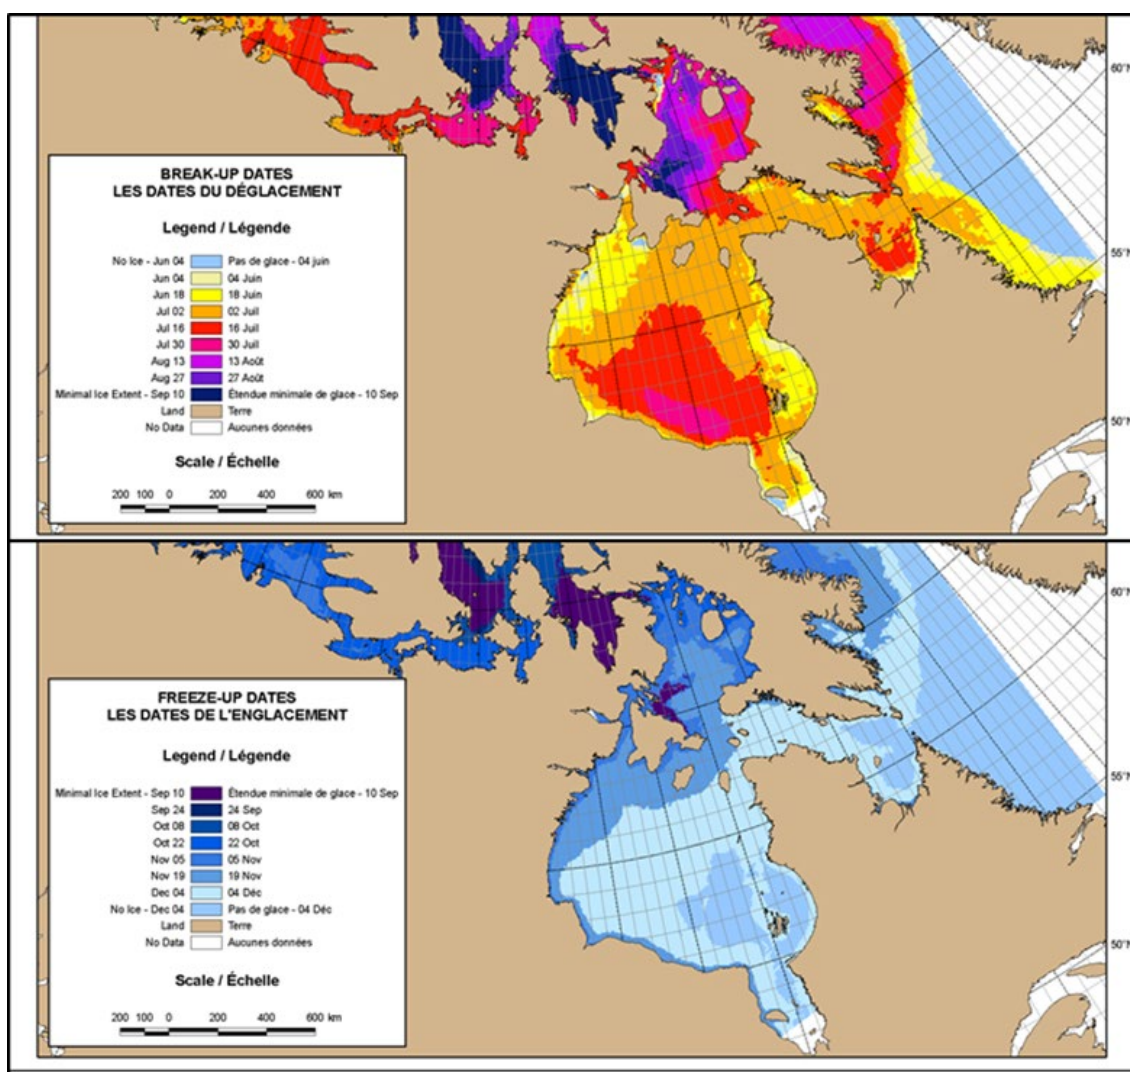 BREAK-UP DATES
LES DATES DU DÉGLACEMENT
Legend / Légende
No Ice - Jun 04 Pas de glace - 04 juin
Jun 04 04 Juin
Jun 18 18 Juin
Jul 02 02 Juil
Jul 16 16 Juil
Jul 30 30 Juil
Aug 13 13 Août
Aug 27 27 Août
Minimal Ice Extent - Sep 10 Étendue minimale de glace - 10 Sep
Land Terre
No Data Aucunes données
Scale / Échelle
200 100 0 200 400 600 km
60°N
55°N
50°N
FREEZE-UP DATES
LES DATES DE L'ENGLACEMENT
Legend / Légende
Minimal Ice Extent - Sep 10 Étendue minimale de glace - 10 Sep
Sep 24 24 Sep
Oct 08 08 Oct
Oct 22 22 Oct
Nov 05 05 Nov
Nov 19 19 Nov
Dec 04 04 Déc
No Ice - Dec 04 Pas de glace - 04 Déc
Land Terre
No Data Aucunes données
Scale / Échelle
200 100 0 200 400 600 km
60°N
55°N
50°N